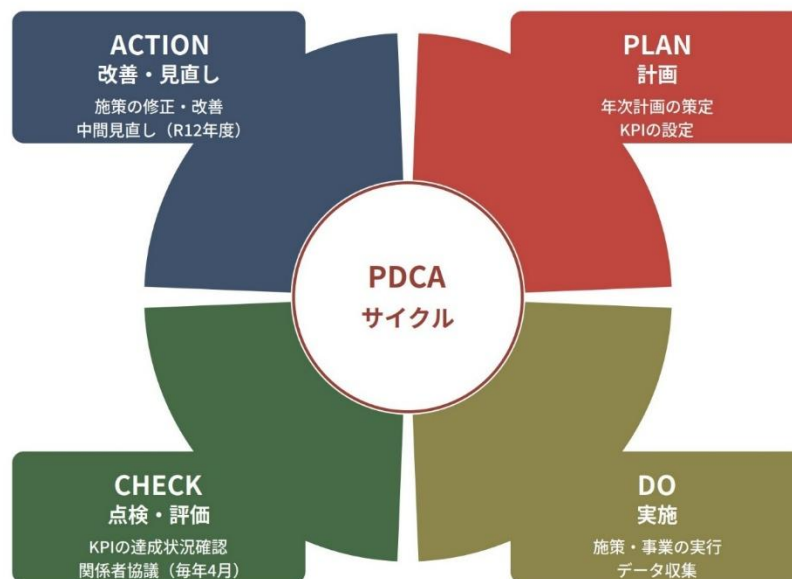 ACTION
改善・見直し
施策の修正・改善
中間見直し（R12年度）
PLAN
計画
年次計画の策定
KPIの設定
PDCA
サイクル
CHECK
点検・評価
KPIの達成状況確認
関係者協議（毎年4月）
DO
実施
施策・事業の実行
データ収集